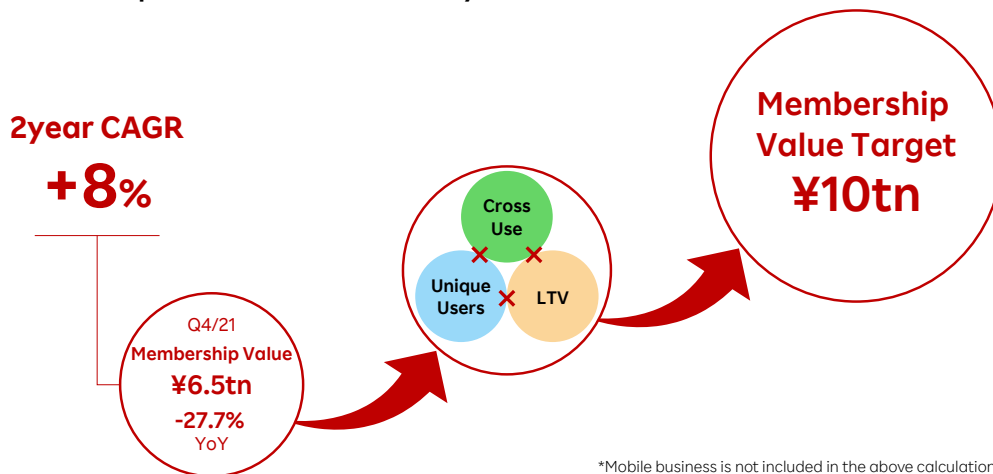 2year CAGR
+8%
Membership
Value Target
¥10tn
Cross
Use
Unique
Users
LTV
Q4/21
Membership Value
¥6.5tn
-27.7%
YoY
*Mobile business is not included in the above calculation